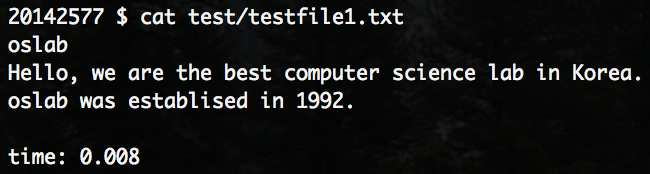 20142577 $ cat test/testfile1.txt
oslab
Hello, we are the best computer science lab in Korea.
oslab was establised in 1992.
time: 0.008